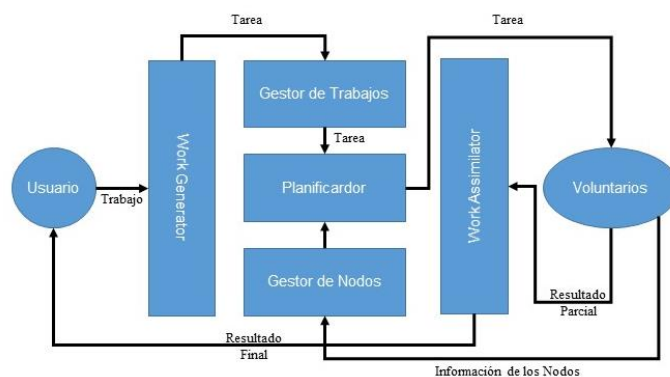 Tarea
Tarea
Gestor de Trabajos
Tarea
Work Generator
Work Assimilator
Usuario
Planificardor
Voluntarios
Trabajo
Gestor de Nodos
Resultado
Parcial
Resultado
Final
Información de los Nodos